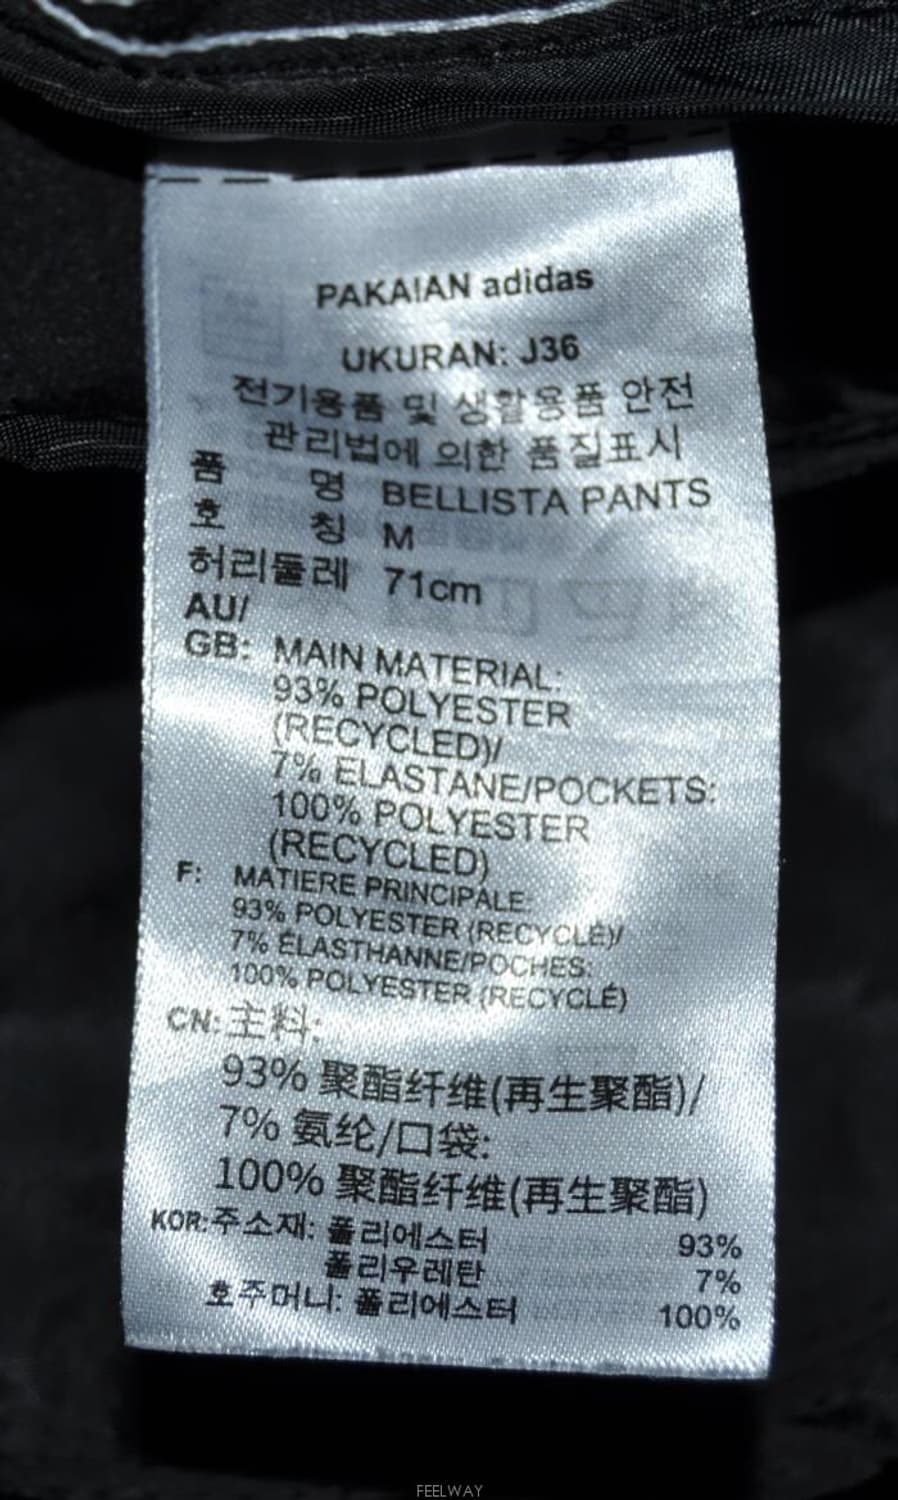 PAKAIAN adidas
UKURAN: J36
전기용품 및 생활용품 안전
관리법에 의한 품질표시
품 명 BELLISTA PANTS
호 칭 M
허리둘레 71cm
AU/
GB: MAIN MATERIAL:
93% POLYESTER
(RECYCLED)/
7% ELASTANE/POCKETS:
100% POLYESTER
(RECYCLED)
F: MATIERE PRINCIPALE:
93% POLYESTER (RECYCLÉ)/
7% ÉLASTHANNE/POCHES:
100% POLYESTER (RECYCLÉ)
CN: 主料:
93% 聚酯纤维(再生聚酯)/
7% 氨纶/口袋:
100% 聚酯纤维(再生聚酯)
KOR: 주소재: 폴리에스터 93%
폴리우레탄 7%
호주머니: 폴리에스터 100%
FEELWAY